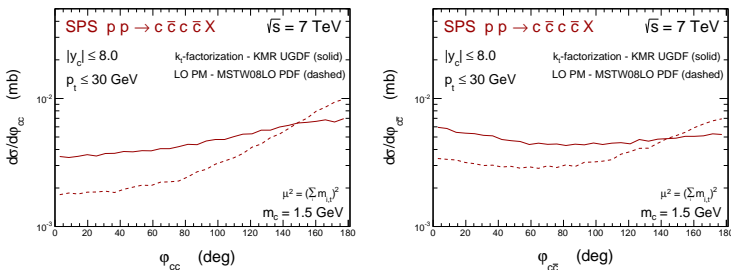 SPS p p → c c̄ c c̄ X √s = 7 TeV
|y_c| ≤ 8.0 k_t-factorization - KMR UGDF (solid)
p_t ≤ 30 GeV LO PM - MSTW08LO PDF (dashed)
dσ/dφ_cc (mb)
10⁻²
10⁻³
μ² = (∑ m_i,t)²
m_c = 1.5 GeV
0 20 40 60 80 100 120 140 160 180
φ_cc (deg)
SPS p p → c c̄ c c̄ X √s = 7 TeV
|y_c| ≤ 8.0 k_t-factorization - KMR UGDF (solid)
p_t ≤ 30 GeV LO PM - MSTW08LO PDF (dashed)
dσ/dφ_cc̄ (mb)
10⁻²
10⁻³
μ² = (∑ m_i,t)²
m_c = 1.5 GeV
0 20 40 60 80 100 120 140 160 180
φ_cc̄ (deg)